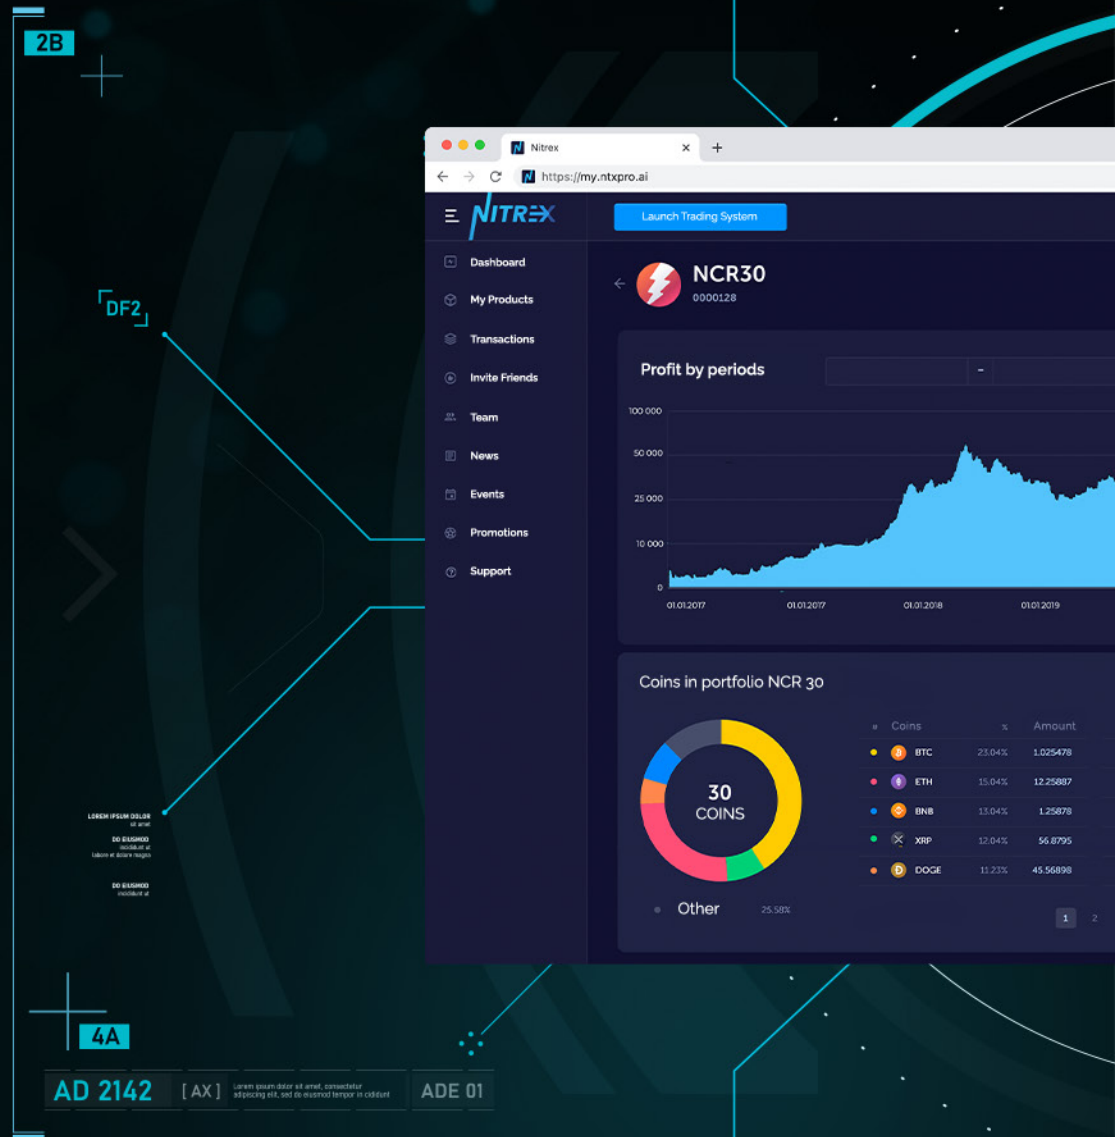 2B
DF2
LOREM IPSUM DOLOR
sit amet
DO EIUSMOD
incididunt ut
labore et dolore magna
DO EIUSMOD
incididunt ut
4A
AD 2142
[ AX ]
Lorem ipsum dolor sit amet, consectetur
adipiscing elit, sed do eiusmod tempor in cididunt
ADE 01
Nitrex
https://my.ntxpro.ai
NITREX
Launch Trading System
Dashboard
My Products
Transactions
Invite Friends
Team
News
Events
Promotions
Support
NCR30
0000128
Profit by periods
–
100 000
50 000
25 000
10 000
0
01.01.2017
01.01.2017
01.01.2018
01.01.2019
Coins in portfolio NCR 30
30
COINS
Other 25.58%
Coins % Amount
BTC 23.04% 1.025478
ETH 15.04% 12.25887
BNB 13.04% 1.25878
XRP 12.04% 56.8795
DOGE 11.23% 45.56898
1 2